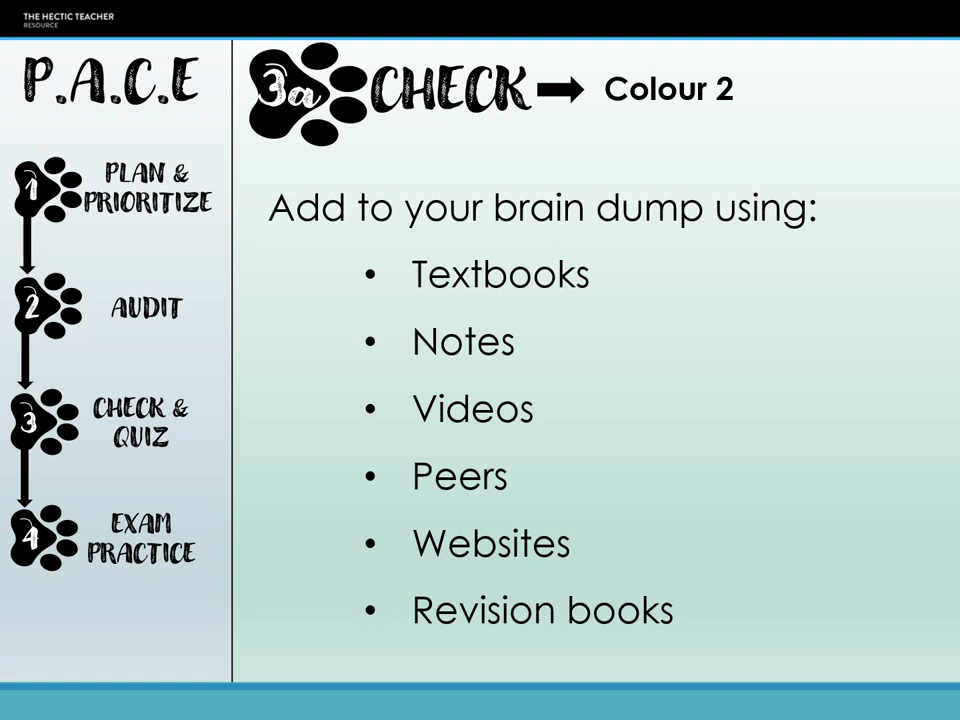 THE HECTIC TEACHER
RESOURCE
P.A.C.E
1
PLAN &
PRIORITIZE
2
AUDIT
3
CHECK &
QUIZ
4
EXAM
PRACTICE
3a
CHECK
Colour 2
Add to your brain dump using:
• Textbooks
• Notes
• Videos
• Peers
• Websites
• Revision books